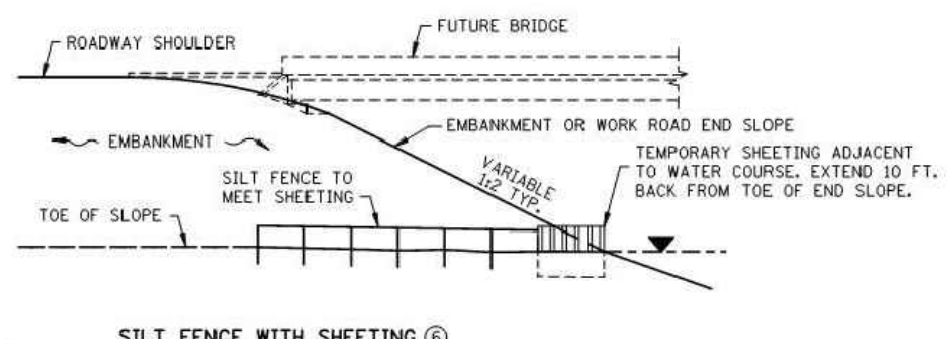 FUTURE BRIDGE
ROADWAY SHOULDER
EMBANKMENT OR WORK ROAD END SLOPE
EMBANKMENT
VARIABLE
1:2 TYP.
TEMPORARY SHEETING ADJACENT
TO WATER COURSE. EXTEND 10 FT.
BACK FROM TOE OF END SLOPE.
SILT FENCE TO
MEET SHEETING
TOE OF SLOPE
SILT FENCE WITH SHEETING ⑥